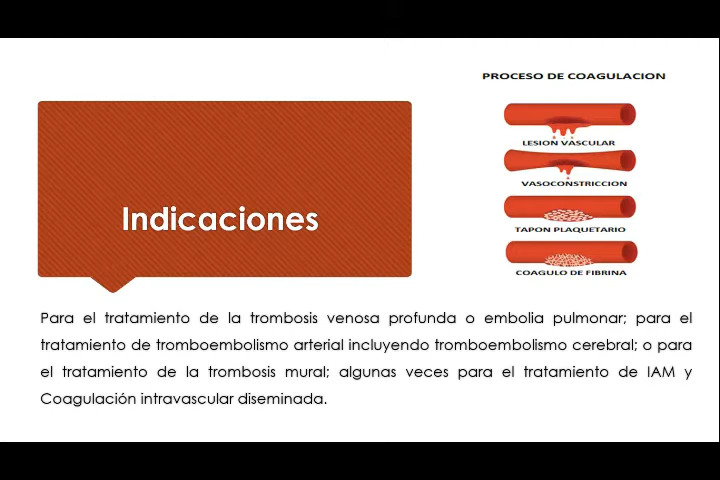 PROCESO DE COAGULACION
LESION VASCULAR
VASOCONSTRICCION
TAPON PLAQUETARIO
COAGULO DE FIBRINA
Indicaciones
Para el tratamiento de la trombosis venosa profunda o embolia pulmonar; para el
tratamiento de tromboembolismo arterial incluyendo tromboembolismo cerebral; o para
el tratamiento de la trombosis mural; algunas veces para el tratamiento de IAM y
Coagulación intravascular diseminada.